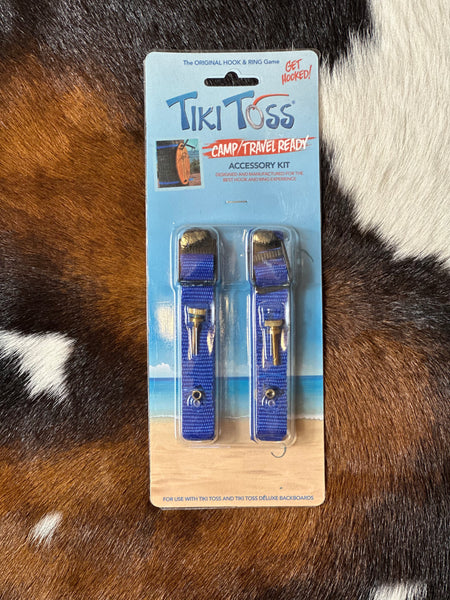 The ORIGINAL HOOK & RING Game
GET HOOKED!
TIKI TOSS®
CAMP/TRAVEL READY
ACCESSORY KIT
DESIGNED AND MANUFACTURED FOR THE
BEST HOOK AND RING EXPERIENCE
FOR USE WITH TIKI TOSS AND TIKI TOSS DELUXE BACKBOARDS